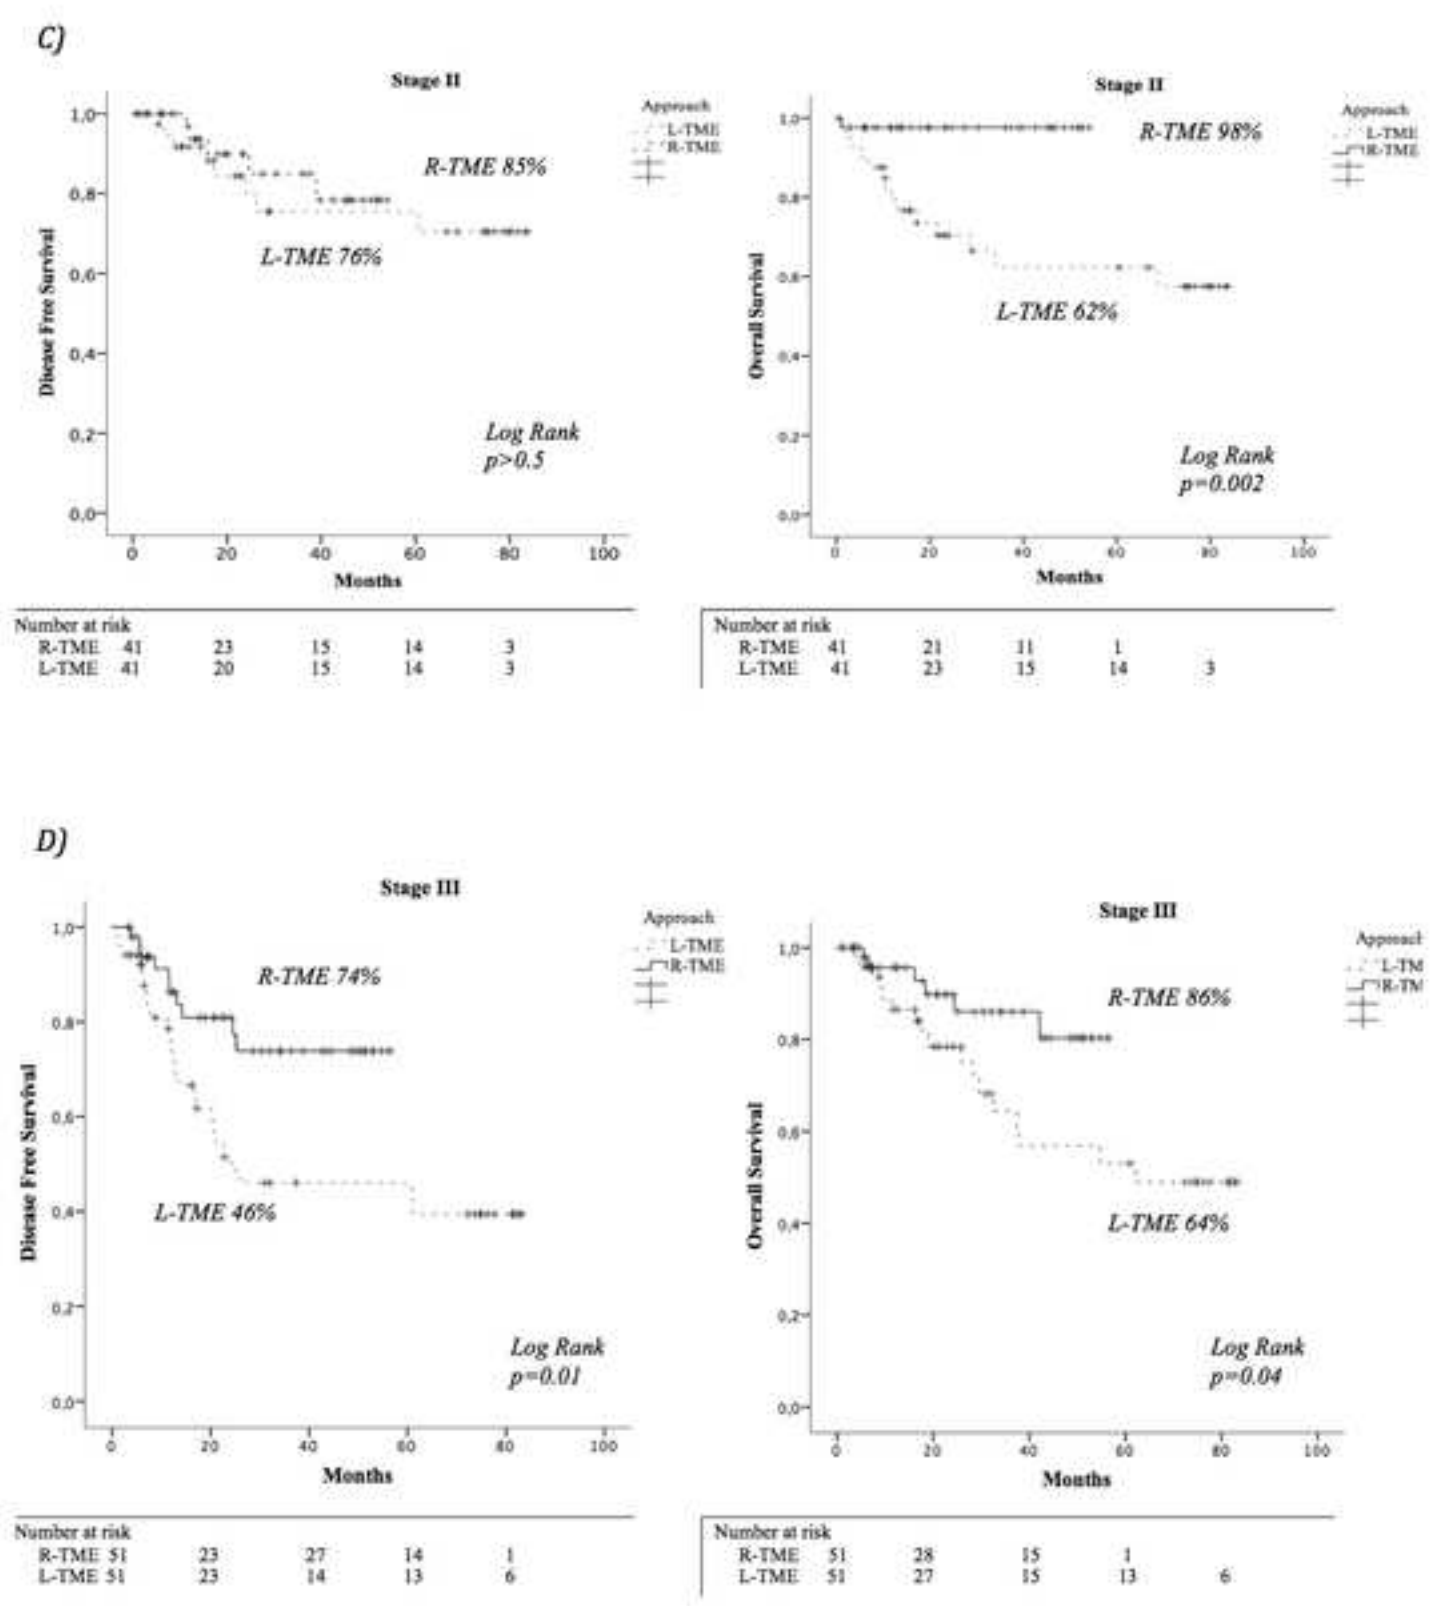 C)
Stage II
Approach
L-TME
R-TME
1,0
0,8
0,6
0,4
0,2
0,0
Disease Free Survival
R-TME 85%
L-TME 76%
Log Rank
p>0.5
0 20 40 60 80 100
Months
Number at risk
R-TME 41 23 15 14 3
L-TME 41 20 15 14 3
Stage II
Approach
L-TME
R-TME
1,0
0,8
0,6
0,4
0,2
0,0
Overall Survival
R-TME 98%
L-TME 62%
Log Rank
p=0.002
0 20 40 60 80 100
Months
Number at risk
R-TME 41 21 11 1
L-TME 41 23 15 14 3
D)
Stage III
Approach
L-TME
R-TME
1,0
0,8
0,6
0,4
0,2
0,0
Disease Free Survival
R-TME 74%
L-TME 46%
Log Rank
p=0.01
0 20 40 60 80 100
Months
Number at risk
R-TME 51 23 27 14 1
L-TME 51 23 14 13 6
Stage III
Approach
L-TM
R-TM
1,0
0,8
0,6
0,4
0,2
0,0
Overall Survival
R-TME 86%
L-TME 64%
Log Rank
p=0.04
0 20 40 60 80 100
Months
Number at risk
R-TME 51 28 15 1
L-TME 51 27 15 13 6